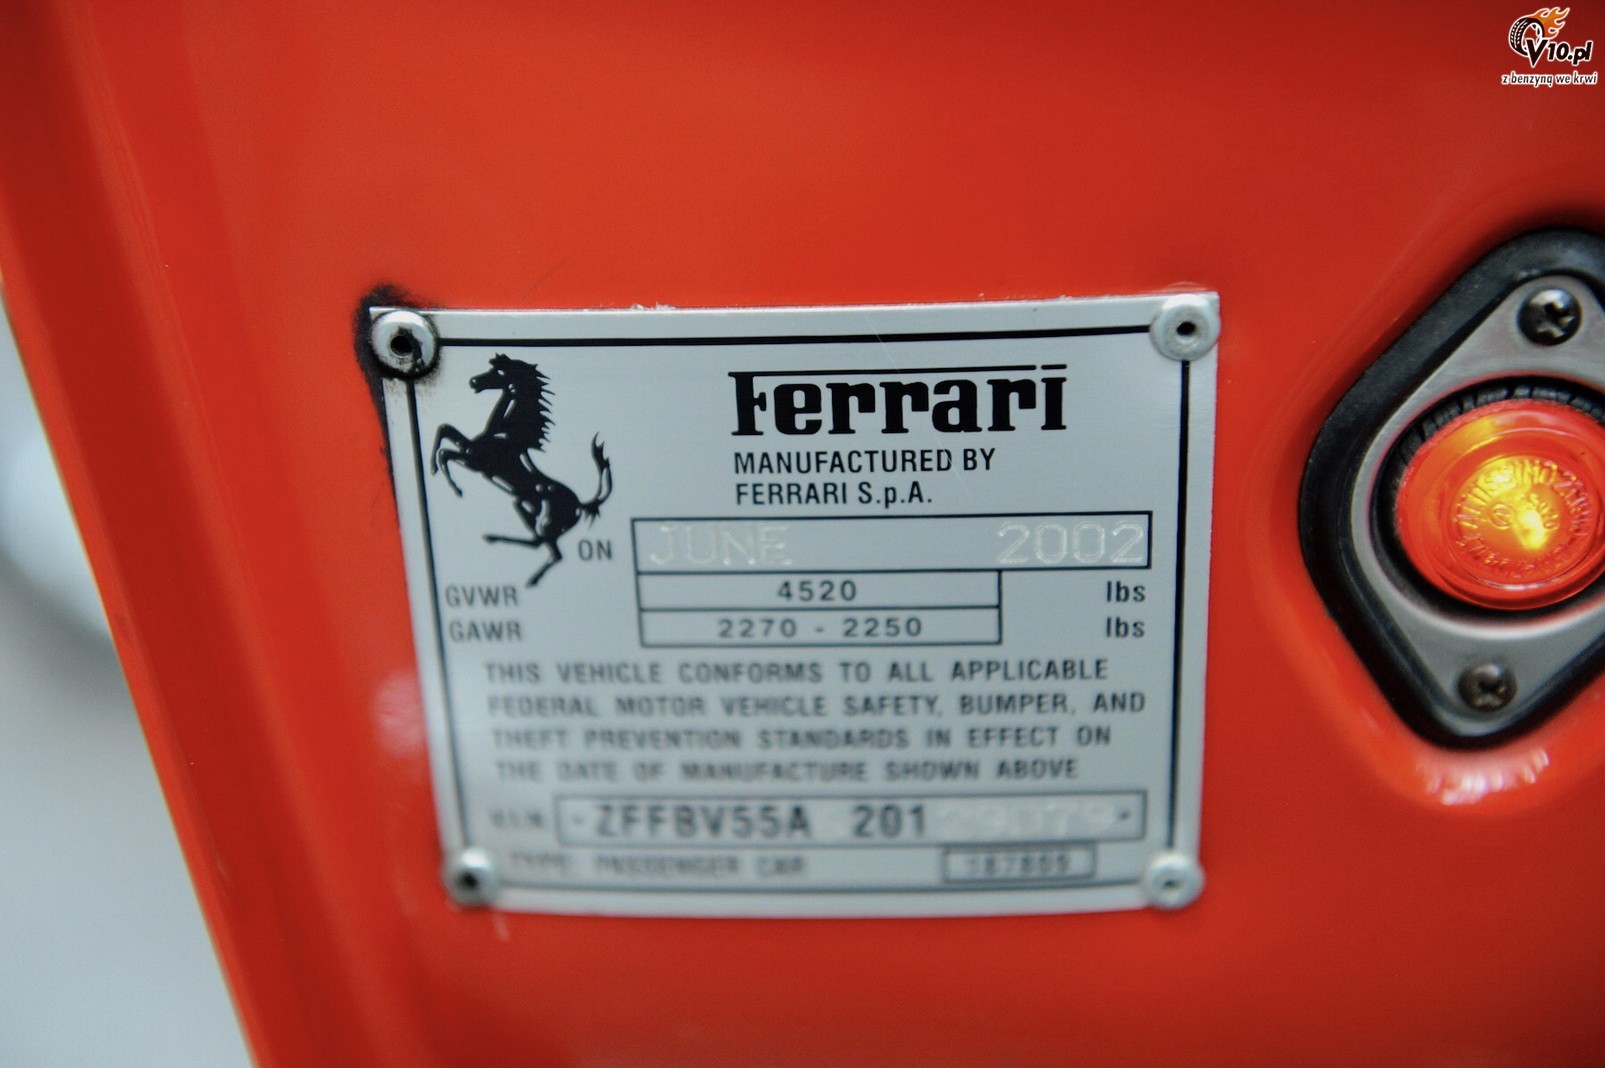 V10.pl
z benzyną we krwi
Ferrari
MANUFACTURED BY
FERRARI S.p.A.
ON JUNE 2002
GVWR 4520 lbs
GAWR 2270 - 2250 lbs
THIS VEHICLE CONFORMS TO ALL APPLICABLE
FEDERAL MOTOR VEHICLE SAFETY, BUMPER, AND
THEFT PREVENTION STANDARDS IN EFFECT ON
THE DATE OF MANUFACTURE SHOWN ABOVE
V.I.N. - ZFFBV55A 201
TYPE: PASSENGER CAR